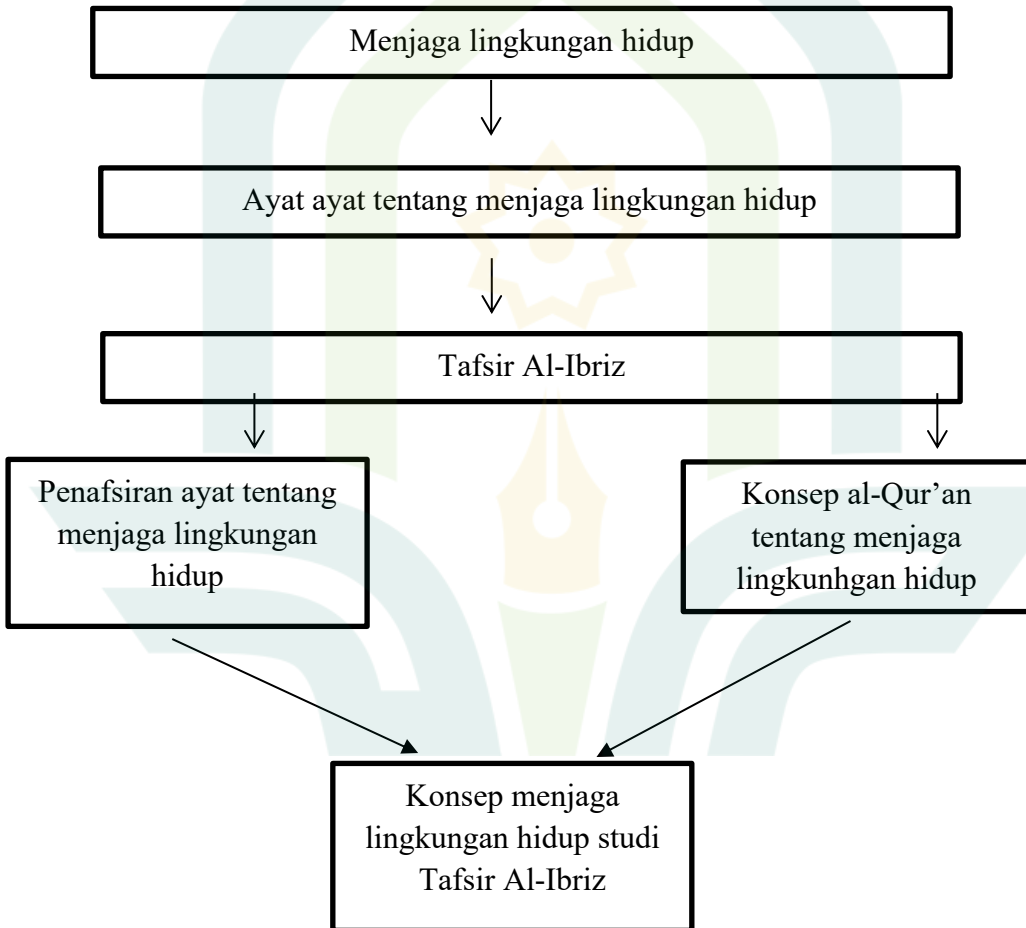 Menjaga lingkungan hidup
Ayat ayat tentang menjaga lingkungan hidup
Tafsir Al-Ibriz
Penafsiran ayat tentang
menjaga lingkungan
hidup
Konsep al-Qur’an
tentang menjaga
lingkunhgan hidup
Konsep menjaga
lingkungan hidup studi
Tafsir Al-Ibriz